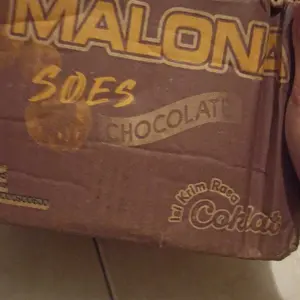 MALONA
SOES
CHOCOLATE
Isi Krim Rasa
Coklat